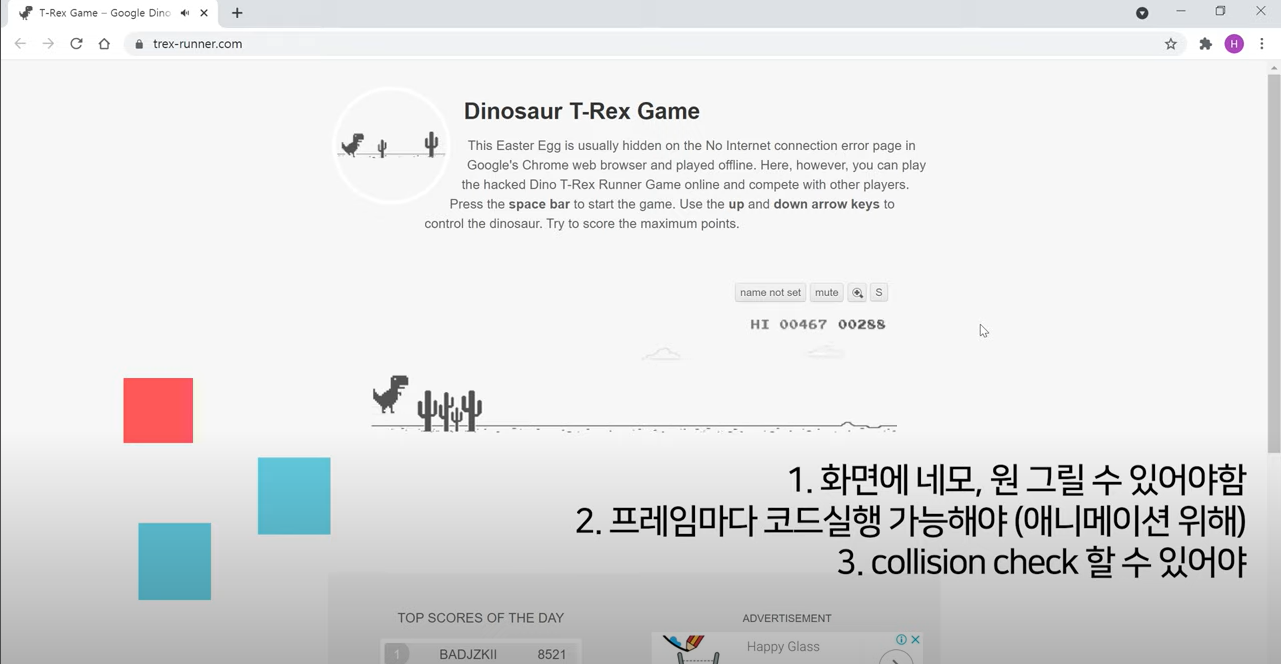 T-Rex Game – Google Dino
trex-runner.com
H
Dinosaur T-Rex Game
This Easter Egg is usually hidden on the No Internet connection error page in
Google's Chrome web browser and played offline. Here, however, you can play
the hacked Dino T-Rex Runner Game online and compete with other players.
Press the space bar to start the game. Use the up and down arrow keys to
control the dinosaur. Try to score the maximum points.
name not set mute S
HI 00467 00288
1. 화면에 네모, 원 그릴 수 있어야함
2. 프레임마다 코드실행 가능해야 (애니메이션 위해)
3. collision check 할 수 있어야
TOP SCORES OF THE DAY
ADVERTISEMENT
1 BADJZKII 8521
Happy Glass